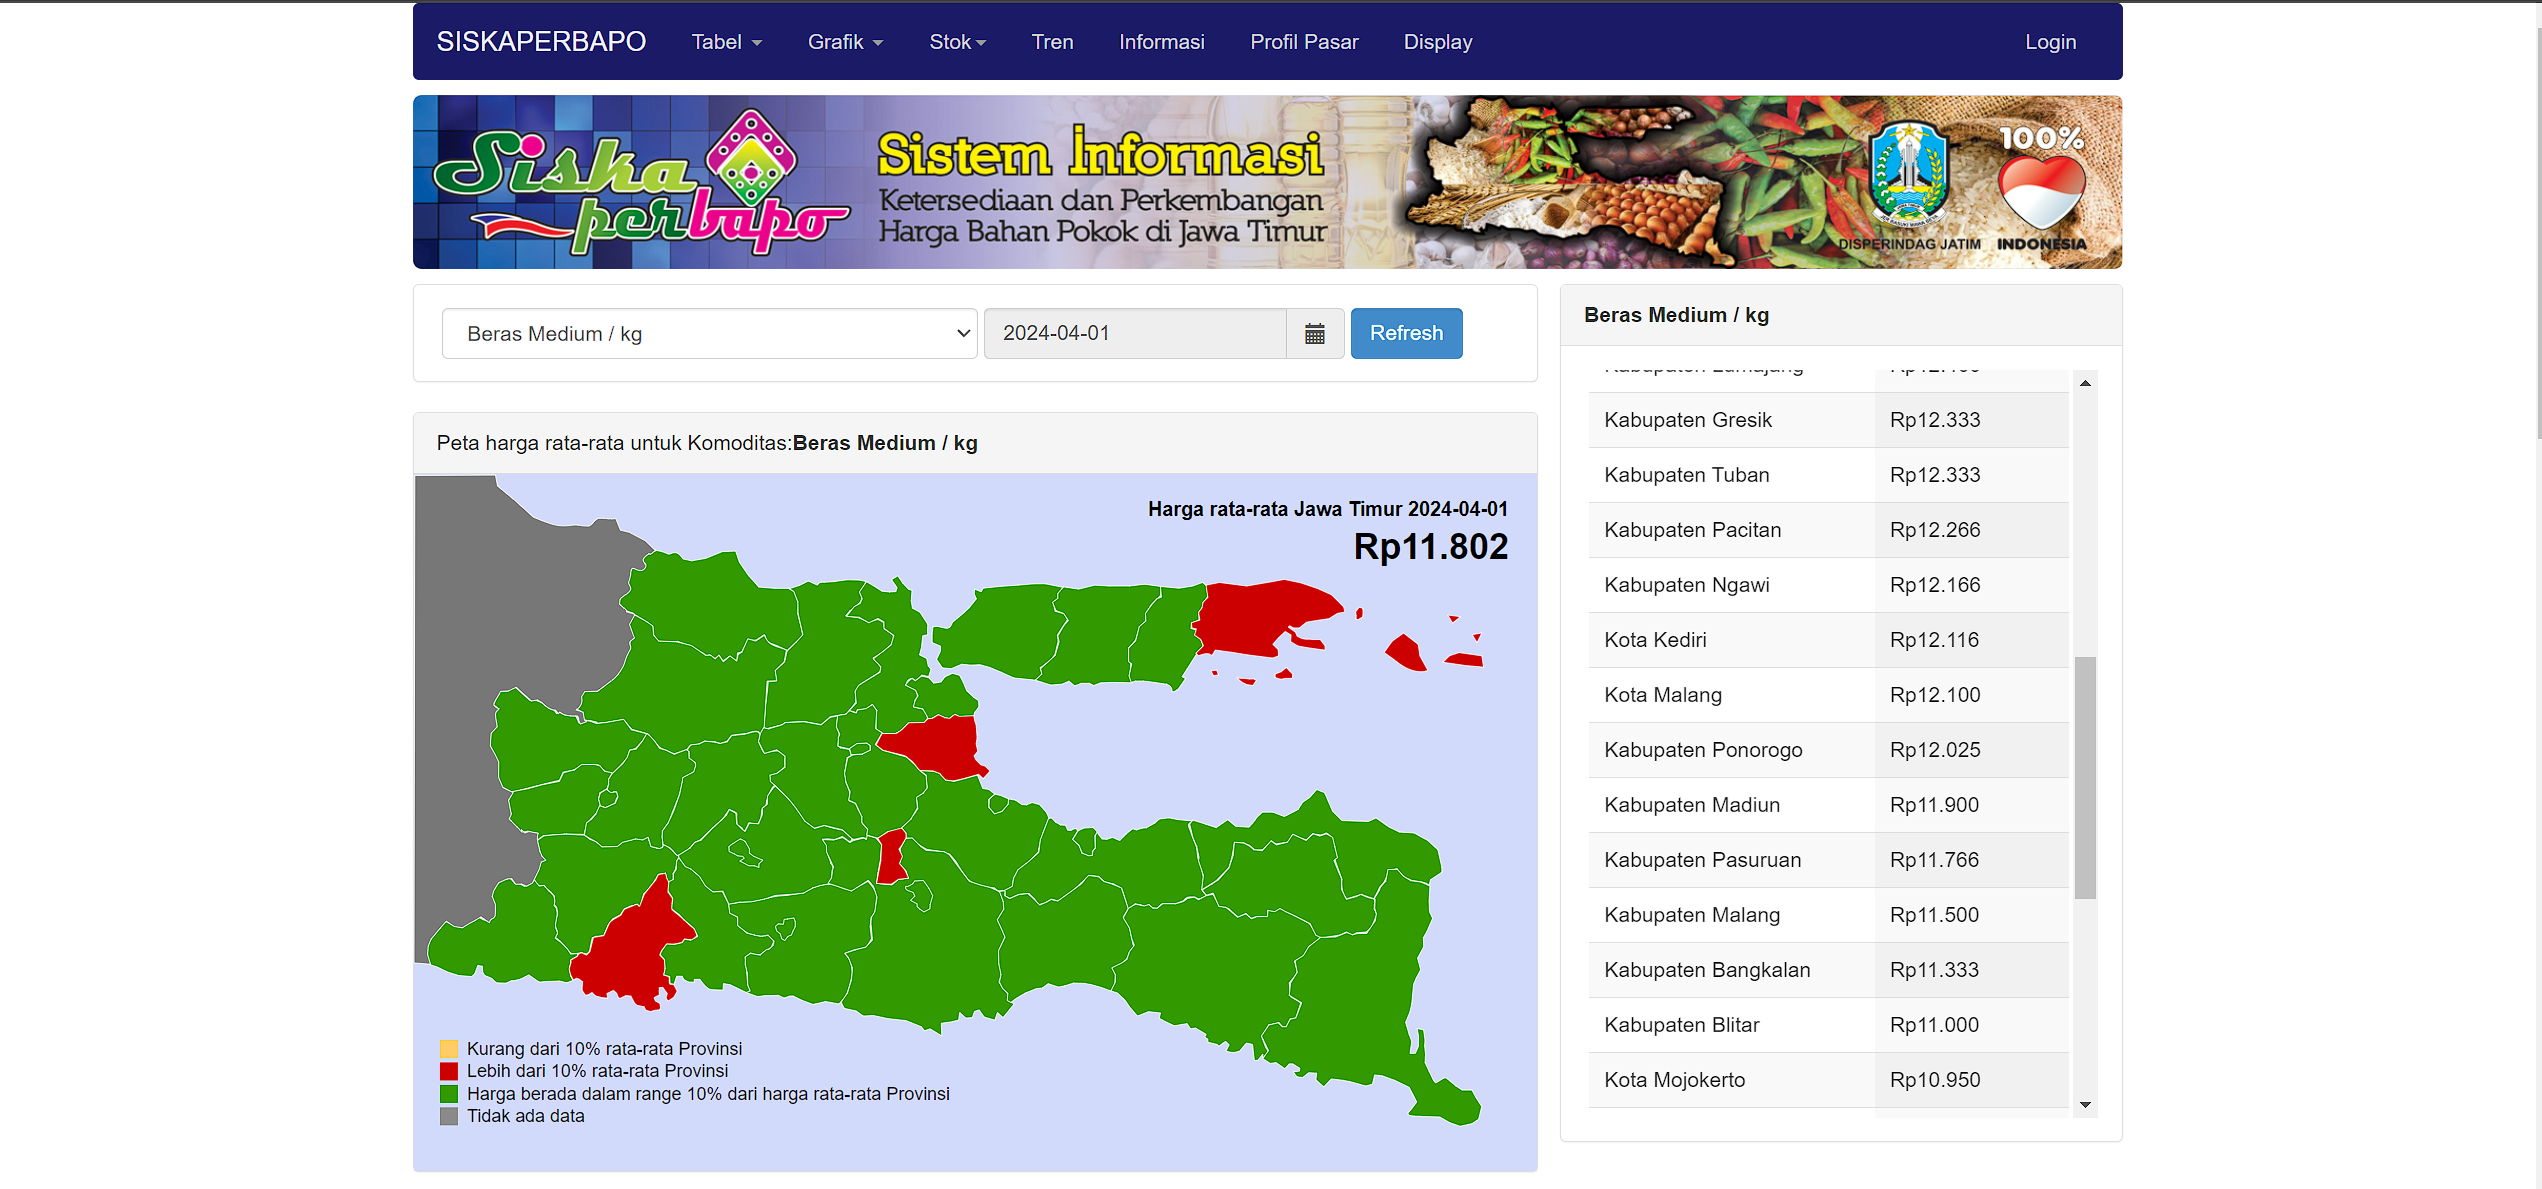 SISKAPERBAPO Tabel Grafik Stok Tren Informasi Profil Pasar Display Login
Siska perbapo
Sistem Informasi
Ketersediaan dan Perkembangan
Harga Bahan Pokok di Jawa Timur
DISPERINDAG JATIM
100%
INDONESIA
Beras Medium / kg 2024-04-01 Refresh
Peta harga rata-rata untuk Komoditas:Beras Medium / kg
Harga rata-rata Jawa Timur 2024-04-01
Rp11.802
Kurang dari 10% rata-rata Provinsi
Lebih dari 10% rata-rata Provinsi
Harga berada dalam range 10% dari harga rata-rata Provinsi
Tidak ada data
Beras Medium / kg
Kabupaten Lumajang
Kabupaten Gresik Rp12.333
Kabupaten Tuban Rp12.333
Kabupaten Pacitan Rp12.266
Kabupaten Ngawi Rp12.166
Kota Kediri Rp12.116
Kota Malang Rp12.100
Kabupaten Ponorogo Rp12.025
Kabupaten Madiun Rp11.900
Kabupaten Pasuruan Rp11.766
Kabupaten Malang Rp11.500
Kabupaten Bangkalan Rp11.333
Kabupaten Blitar Rp11.000
Kota Mojokerto Rp10.950